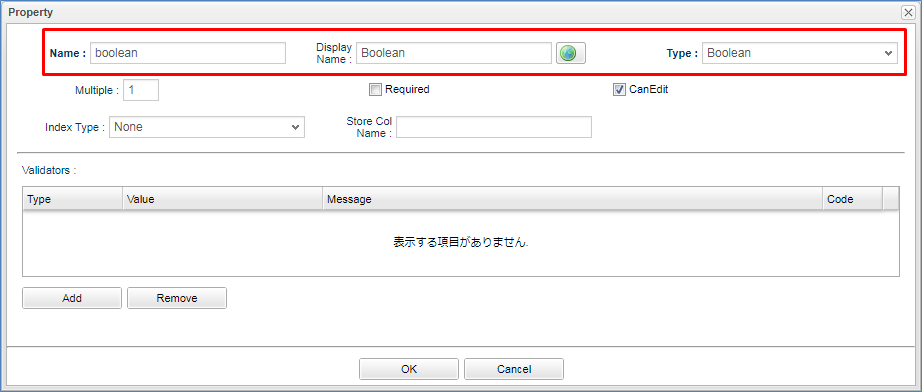 Property
Name : boolean Display Name : Boolean Type : Boolean
Multiple : 1 Required CanEdit
Index Type : None Store Col Name :
Validators :
Type Value Message Code
表示する項目がありません.
Add Remove
OK Cancel